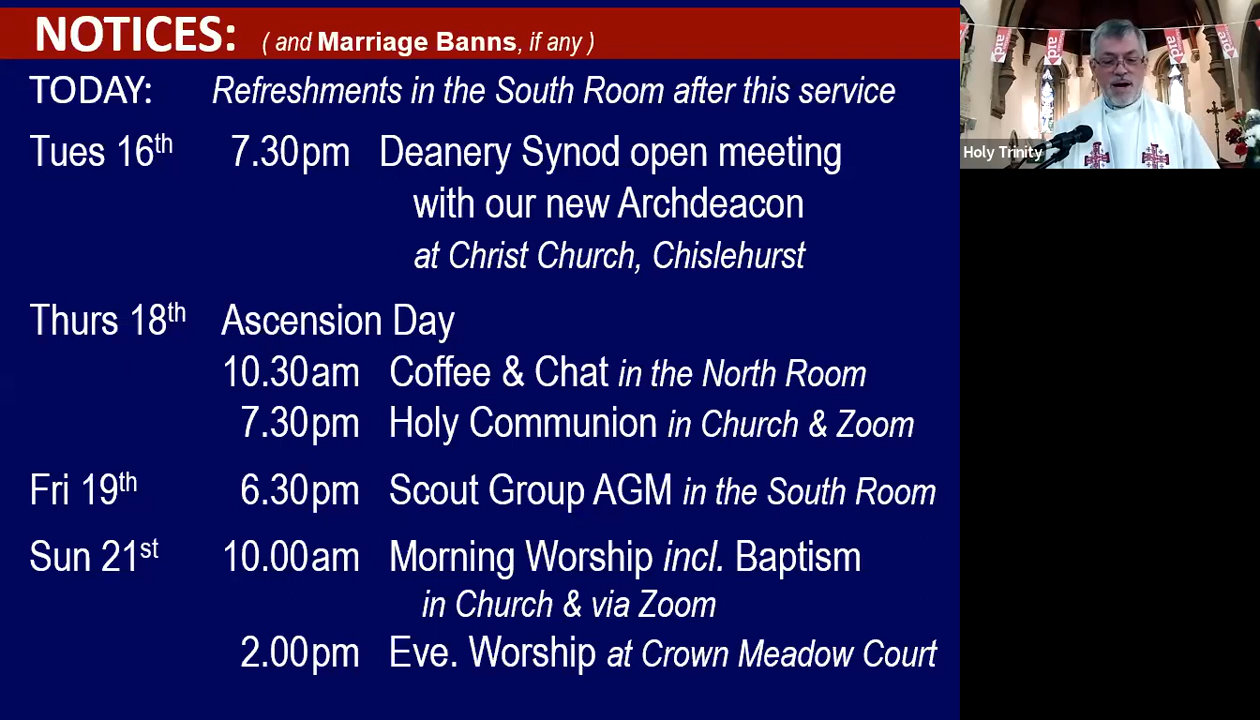 NOTICES: ( and Marriage Banns, if any )
TODAY: Refreshments in the South Room after this service
Tues 16th 7.30pm Deanery Synod open meeting
with our new Archdeacon
at Christ Church, Chislehurst
Thurs 18th Ascension Day
10.30am Coffee & Chat in the North Room
7.30pm Holy Communion in Church & Zoom
Fri 19th 6.30pm Scout Group AGM in the South Room
Sun 21st 10.00am Morning Worship incl. Baptism
in Church & via Zoom
2.00pm Eve. Worship at Crown Meadow Court
Holy Trinity
aid
aid
aid